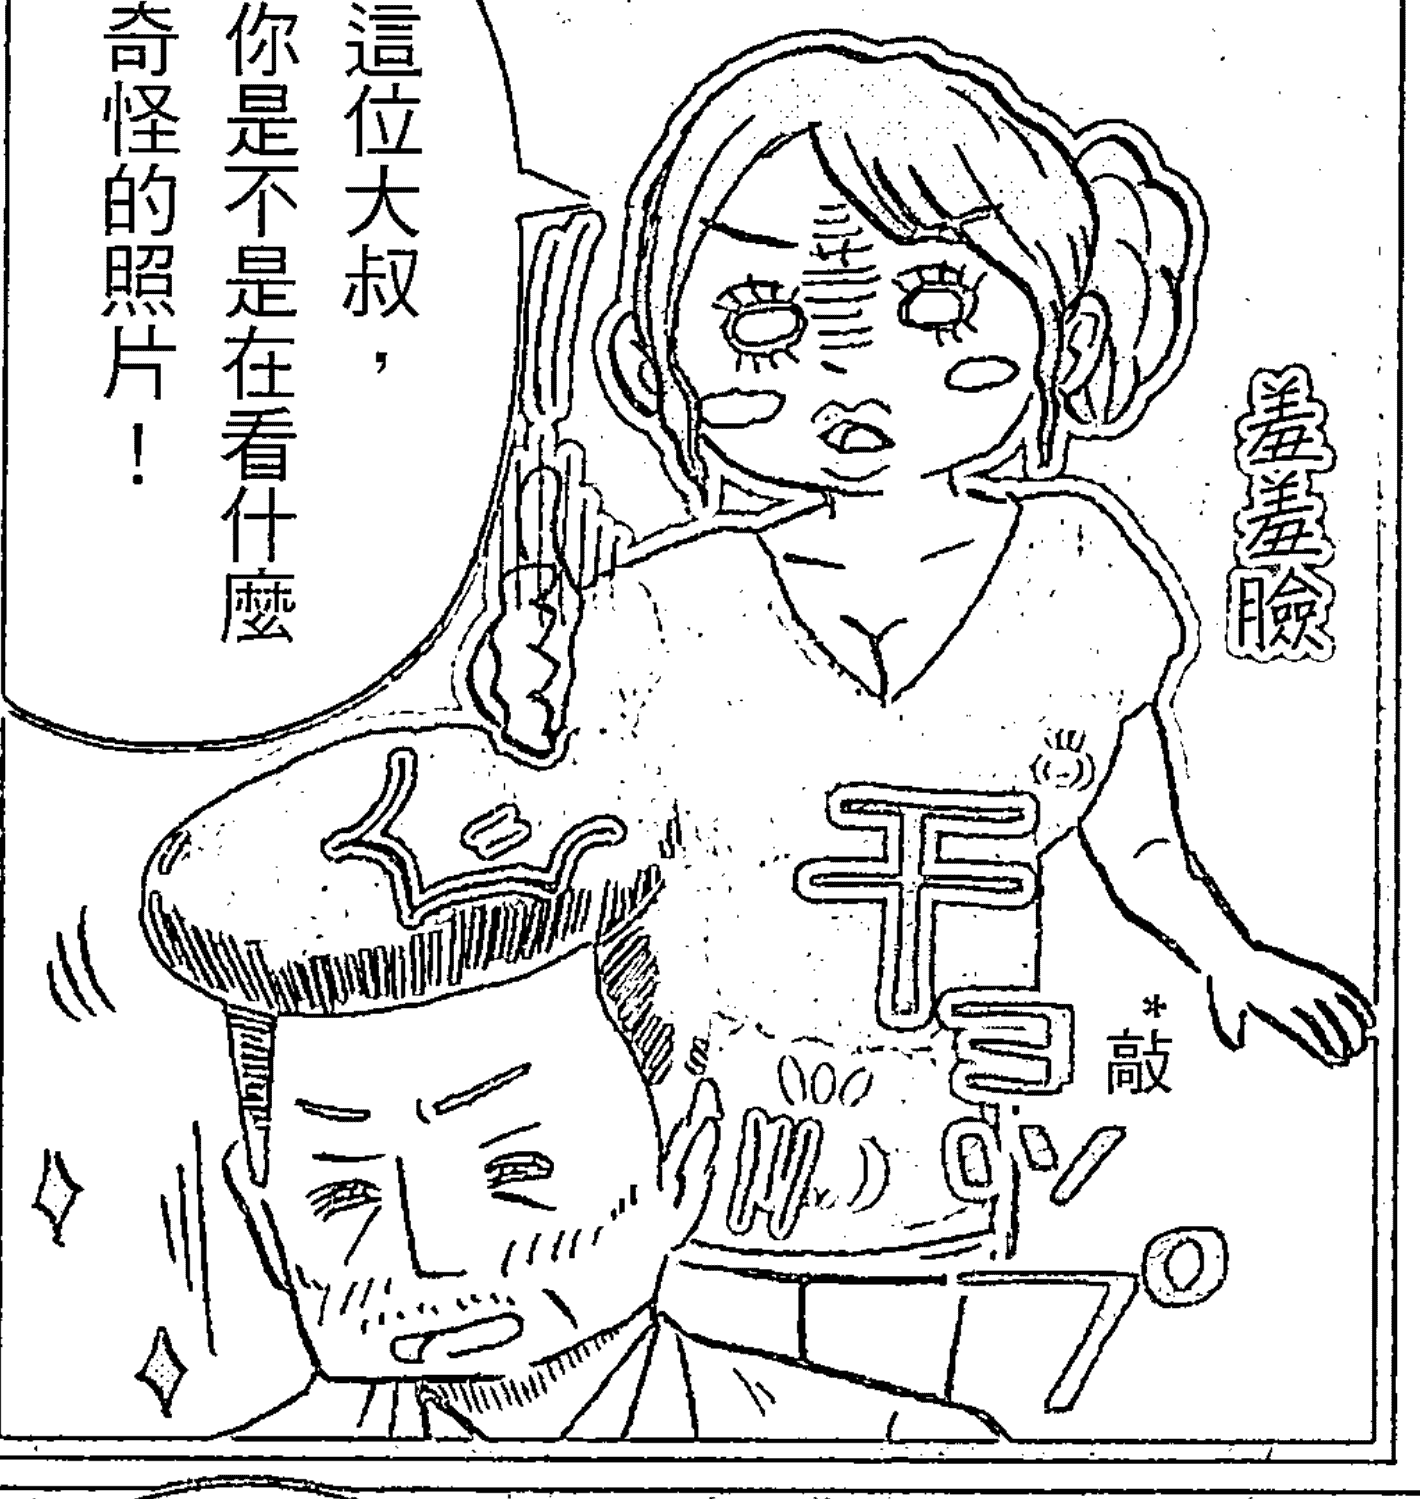 這位大叔，
你是不是在看什麼
奇怪的照片！
羞羞臉
*敲